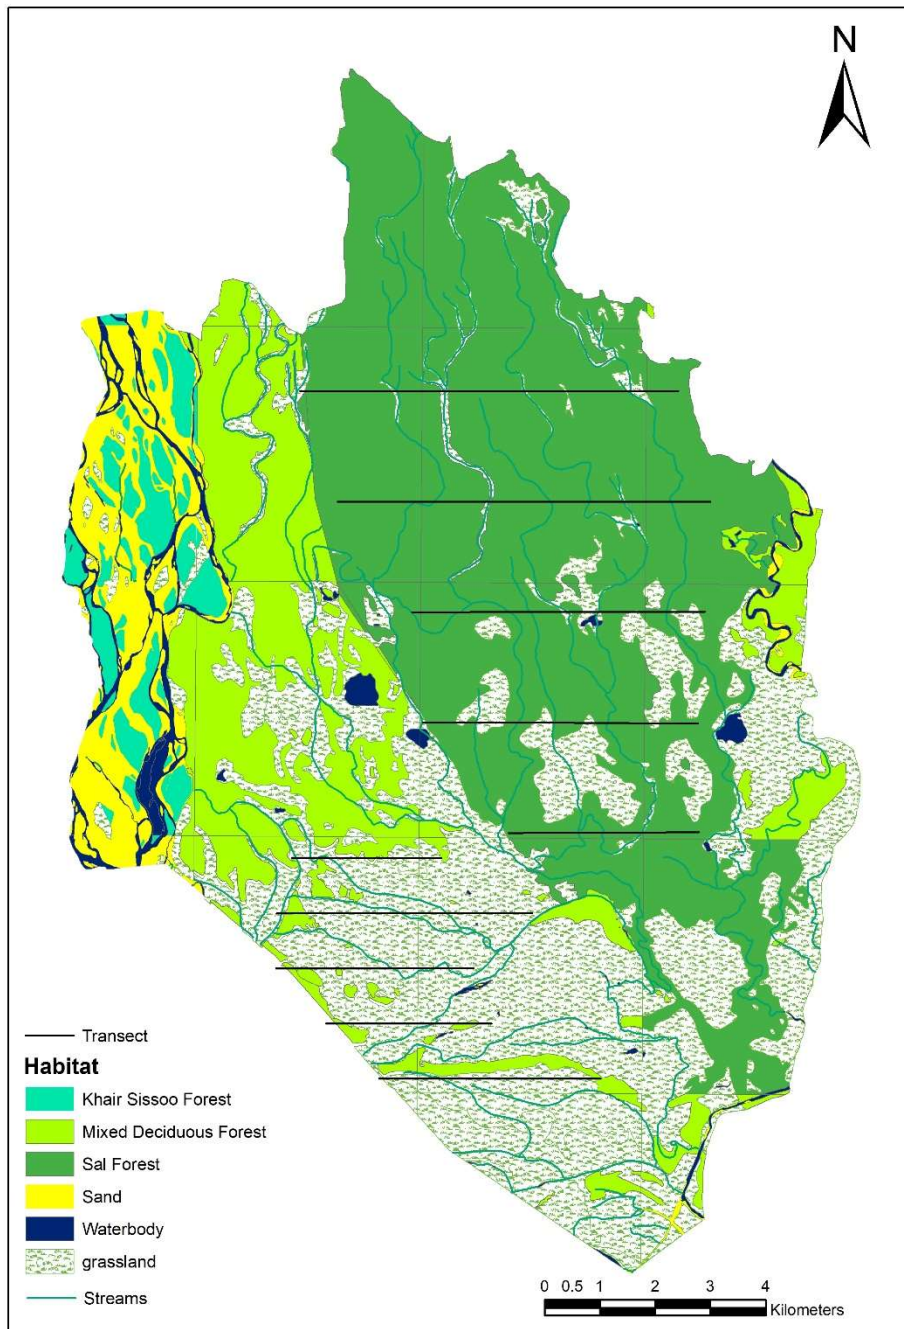 N
Transect
Habitat
Khair Sissoo Forest
Mixed Deciduous Forest
Sal Forest
Sand
Waterbody
grassland
Streams
0 0.5 1 2 3 4
Kilometers